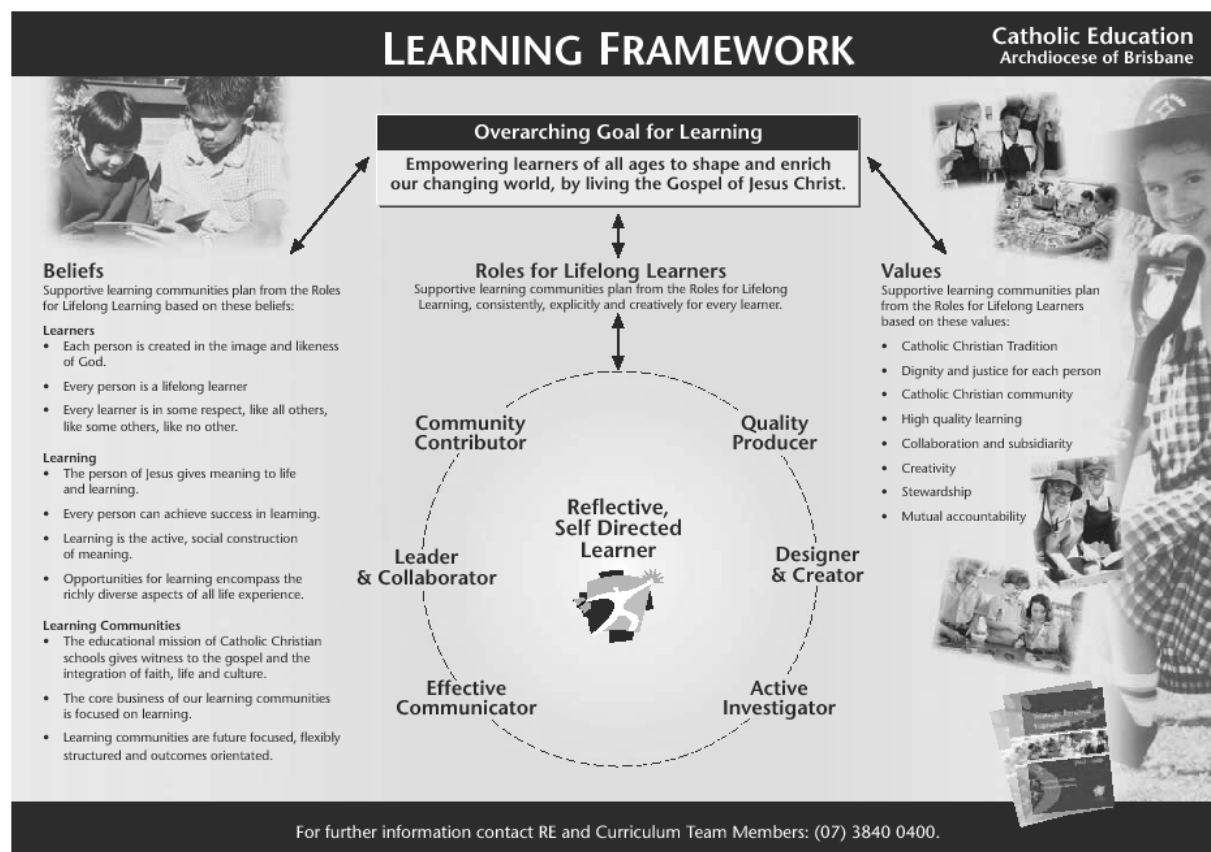 LEARNING FRAMEWORK
Catholic Education
Archdiocese of Brisbane
Overarching Goal for Learning
Empowering learners of all ages to shape and enrich
our changing world, by living the Gospel of Jesus Christ.
Beliefs
Supportive learning communities plan from the Roles
for Lifelong Learning based on these beliefs:
Learners
• Each person is created in the image and likeness
of God.
• Every person is a lifelong learner
• Every learner is in some respect, like all others,
like some others, like no other.
Learning
• The person of Jesus gives meaning to life
and learning.
• Every person can achieve success in learning.
• Learning is the active, social construction
of meaning.
• Opportunities for learning encompass the
richly diverse aspects of all life experience.
Learning Communities
• The educational mission of Catholic Christian
schools gives witness to the gospel and the
integration of faith, life and culture.
• The core business of our learning communities
is focused on learning.
• Learning communities are future focused, flexibly
structured and outcomes orientated.
Roles for Lifelong Learners
Supportive learning communities plan from the Roles for Lifelong
Learning, consistently, explicitly and creatively for every learner.
Community
Contributor
Quality
Producer
Reflective,
Self Directed
Learner
Leader
& Collaborator
Designer
& Creator
Effective
Communicator
Active
Investigator
Values
Supportive learning communities plan
from the Roles for Lifelong Learners
based on these values:
• Catholic Christian Tradition
• Dignity and justice for each person
• Catholic Christian community
• High quality learning
• Collaboration and subsidiarity
• Creativity
• Stewardship
• Mutual accountability
For further information contact RE and Curriculum Team Members: (07) 3840 0400.